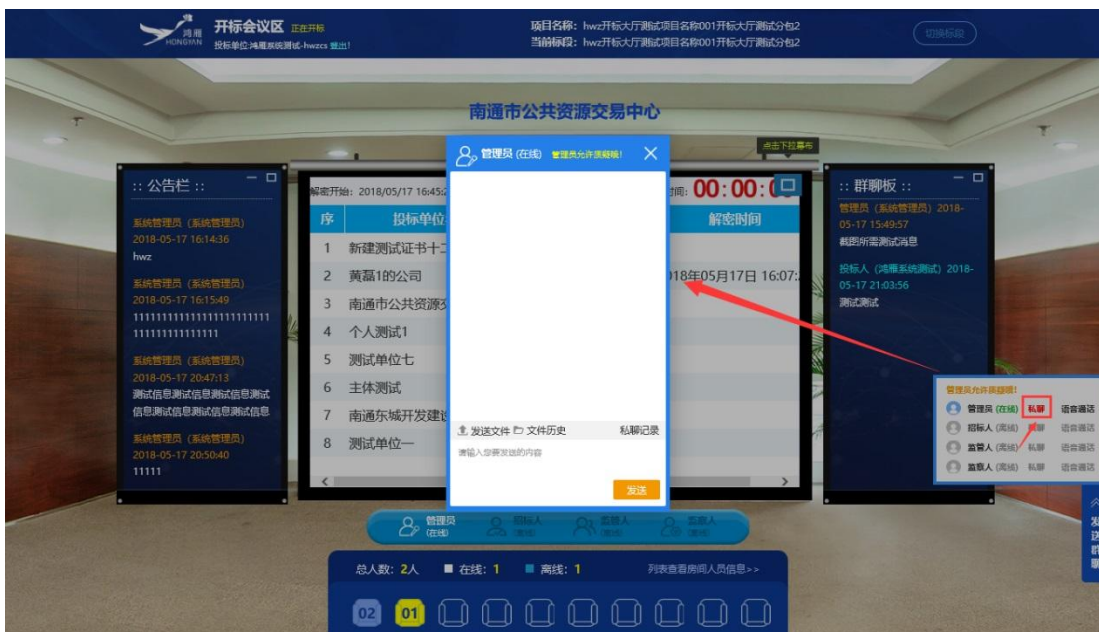 鸿雁
HONGYAN
开标会议区 正在开标
投标单位:鸿雁系统测试-hwzcs 登出!
项目名称: hwz开标大厅测试项目名称001开标大厅测试分包2
当前标段: hwz开标大厅测试项目名称001开标大厅测试分包2
切换标段
南通市公共资源交易中心
点击下拉幕布
:: 公告栏 ::
系统管理员 (系统管理员)
2018-05-17 16:14:36
hwz
系统管理员 (系统管理员)
2018-05-17 16:15:49
1111111111111111111111111
111111111111111
系统管理员 (系统管理员)
2018-05-17 20:47:13
测试信息测试信息测试信息测试
信息测试信息测试信息测试信息
系统管理员 (系统管理员)
2018-05-17 20:50:40
11111
解密开始: 2018/05/17 16:45:2
时间: 00:00:0
序 投标单位 解密时间
1 新建测试证书十二
2 黄磊1的公司 018年05月17日 16:07:
3 南通市公共资源交
4 个人测试1
5 测试单位七
6 主体测试
7 南通东城开发建设
8 测试单位一
管理员 (在线) 管理员允许质疑啦! ×
发送文件 文件历史 私聊记录
请输入您要发送的内容
发送
:: 群聊板 ::
管理员 (系统管理员) 2018-
05-17 15:49:57
截图所需测试消息
投标人 (鸿雁系统测试) 2018-
05-17 21:03:56
测试测试
管理员允许质疑啦!
管理员 (在线) 私聊 语音通话
招标人 (离线) 私聊 语音通话
监管人 (离线) 私聊 语音通话
监察人 (离线) 私聊 语音通话
管理员 招标人 监管人 监察人
(在线) (离线) (离线) (离线)
发送群聊
总人数: 2人 在线: 1 离线: 1 列表查看房间人员信息>>
02 01